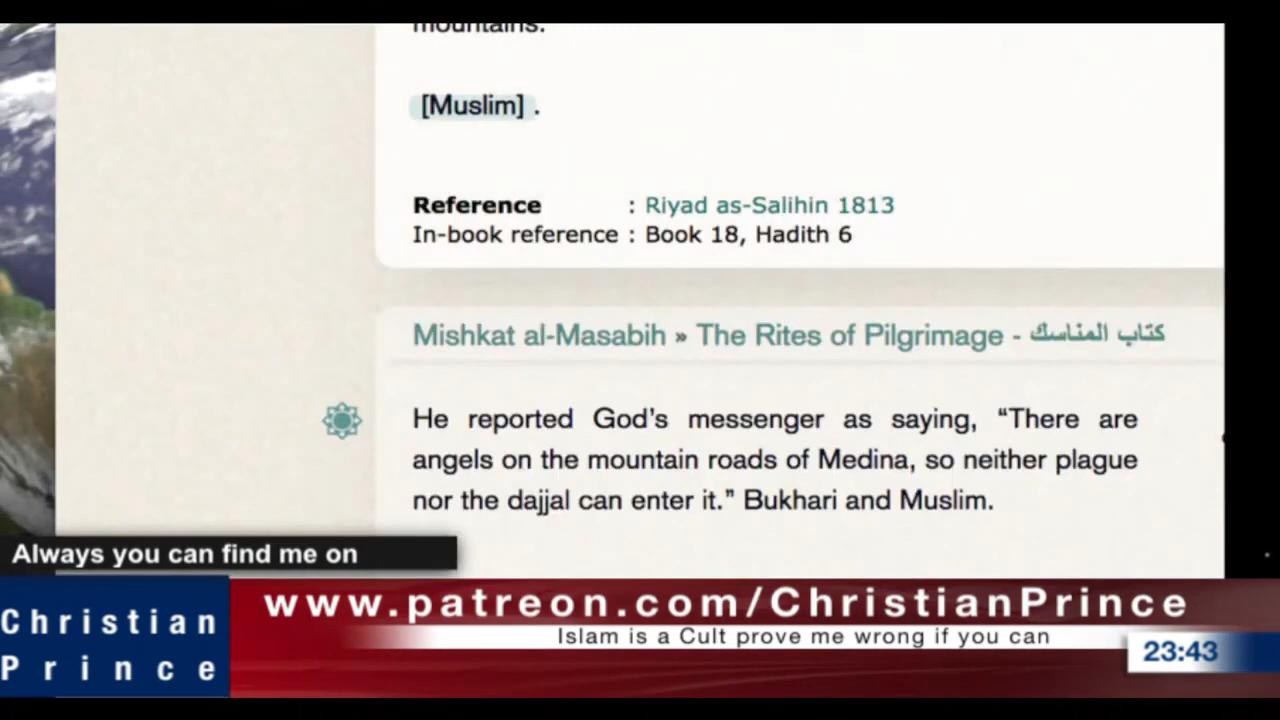 mountains.
[Muslim] .
Reference : Riyad as-Salihin 1813
In-book reference : Book 18, Hadith 6
Mishkat al-Masabih » The Rites of Pilgrimage - كتاب المناسك
He reported God's messenger as saying, “There are
angels on the mountain roads of Medina, so neither plague
nor the dajjal can enter it.” Bukhari and Muslim.
Always you can find me on
www.patreon.com/ChristianPrince
Christian
Prince
Islam is a Cult prove me wrong if you can
23:43